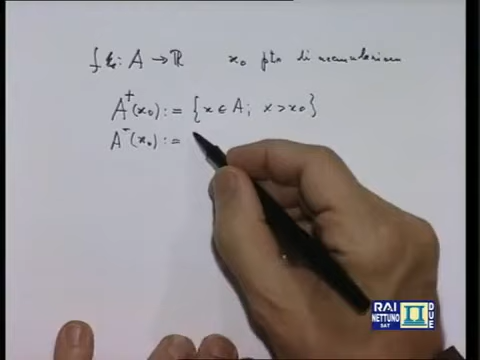 f : A → ℝ x₀ pto di accumulazione
A⁺(x₀) := { x ∈ A ; x > x₀ }
A⁻(x₀) :=
RAI
NETTUNO
SAT
DUE